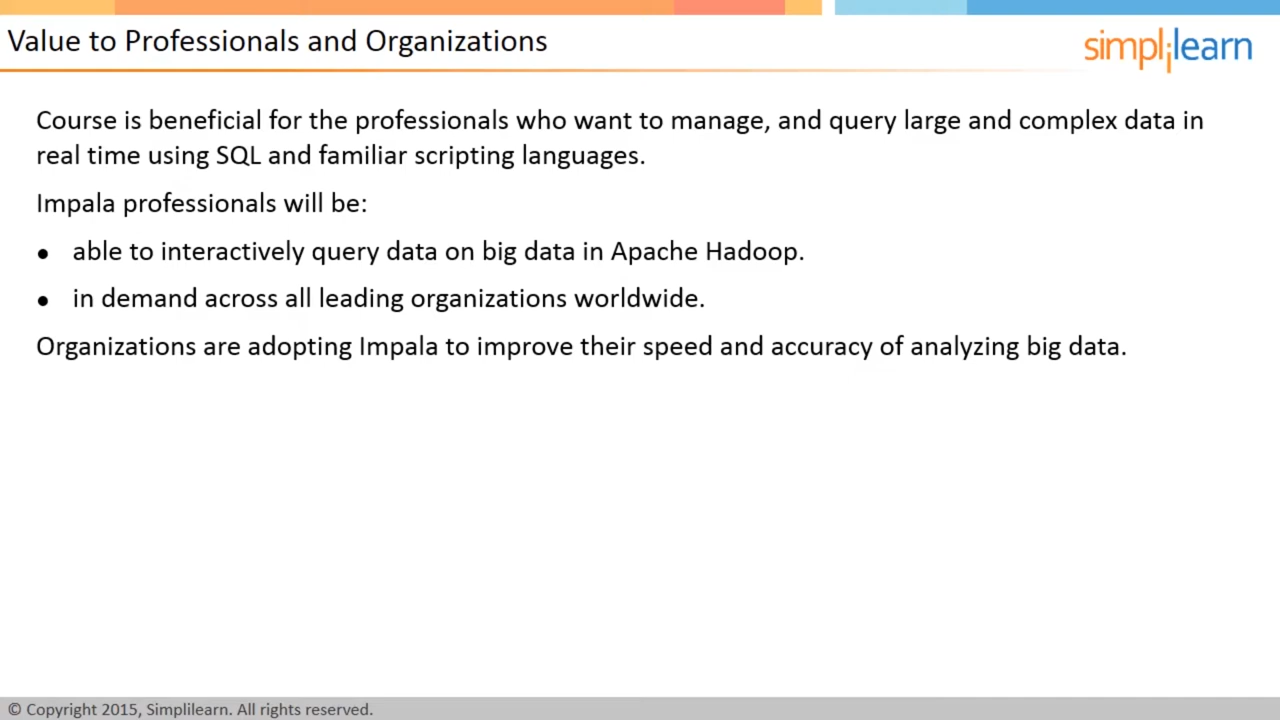 Value to Professionals and Organizations
simplilearn
Course is beneficial for the professionals who want to manage, and query large and complex data in
real time using SQL and familiar scripting languages.
Impala professionals will be:
● able to interactively query data on big data in Apache Hadoop.
● in demand across all leading organizations worldwide.
Organizations are adopting Impala to improve their speed and accuracy of analyzing big data.
© Copyright 2015, Simplilearn. All rights reserved.